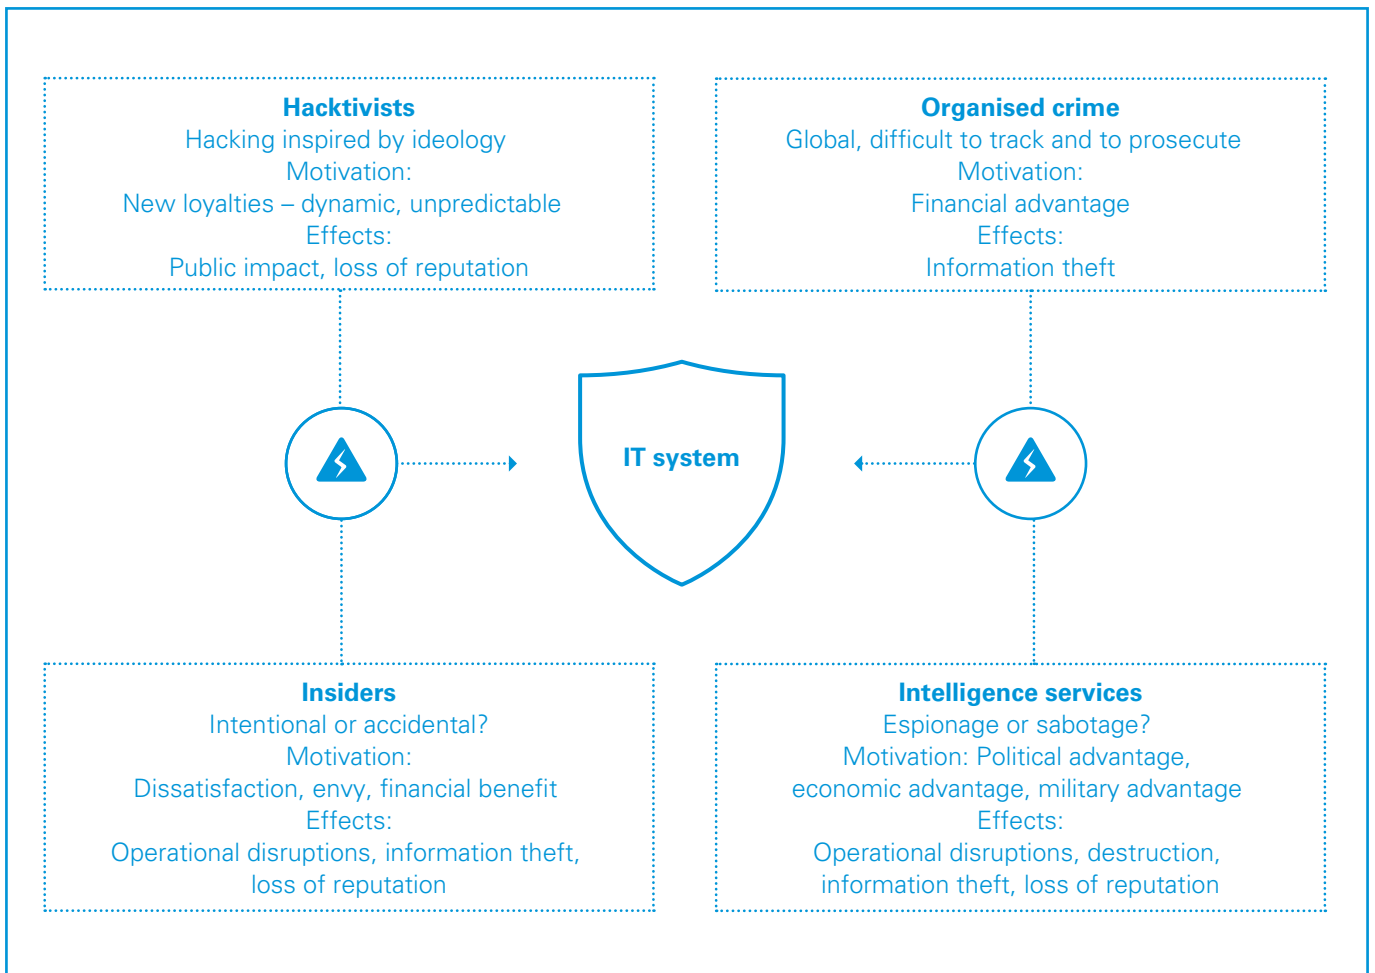 Hacktivists
Hacking inspired by ideology
Motivation:
New loyalties – dynamic, unpredictable
Effects:
Public impact, loss of reputation
Organised crime
Global, difficult to track and to prosecute
Motivation:
Financial advantage
Effects:
Information theft
IT system
Insiders
Intentional or accidental?
Motivation:
Dissatisfaction, envy, financial benefit
Effects:
Operational disruptions, information theft,
loss of reputation
Intelligence services
Espionage or sabotage?
Motivation: Political advantage,
economic advantage, military advantage
Effects:
Operational disruptions, destruction,
information theft, loss of reputation